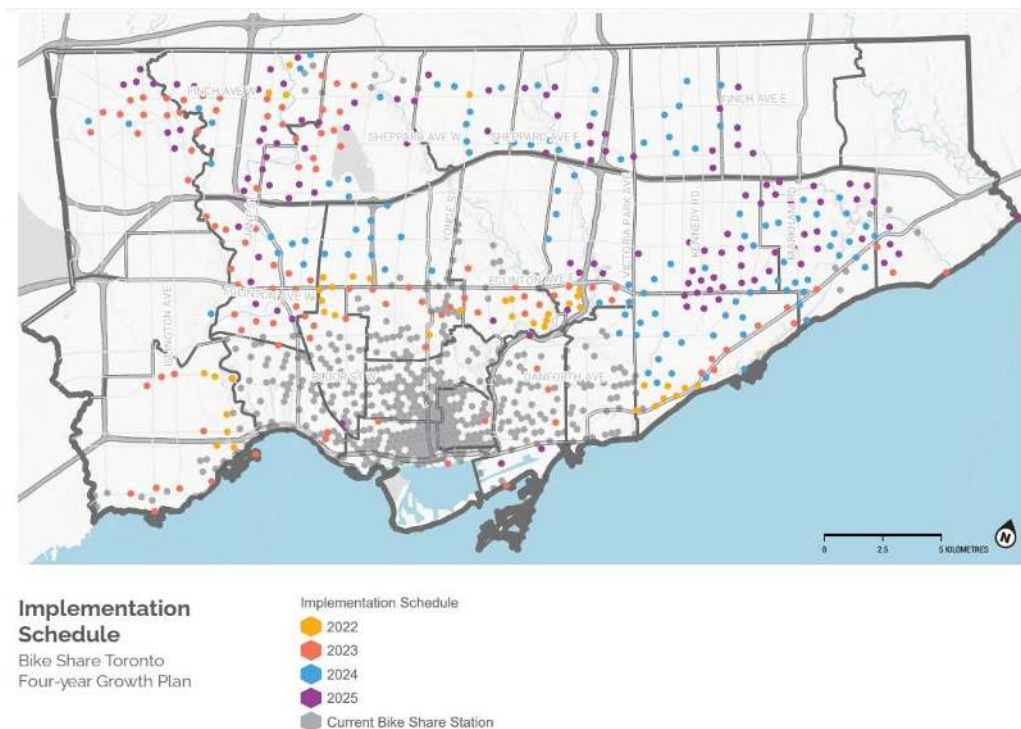 FINCH AVE W
FINCH AVE E
SHEPPARD AVE W
SHEPPARD AVE E
YONGE S
VICTORIA PARK AVE
KENNEDY RD
MARKHAM RD
EGLINTON AVE E
EGLINTON AVE W
BLOOR ST W
DANFORTH AVE
N
0 2.5 5 KILOMETRES
Implementation
Schedule
Bike Share Toronto
Four-year Growth Plan
Implementation Schedule
2022
2023
2024
2025
Current Bike Share Station